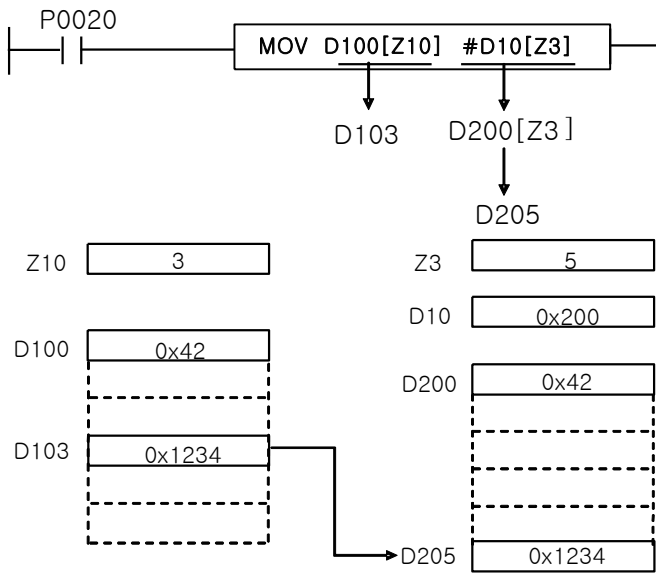 P0020
MOV D100[Z10] #D10[Z3]
D103 D200[Z3]
D205
Z10 3 Z3 5
D10 0x200
D100 0x42
D200 0x42
D103 0x1234
D205 0x1234